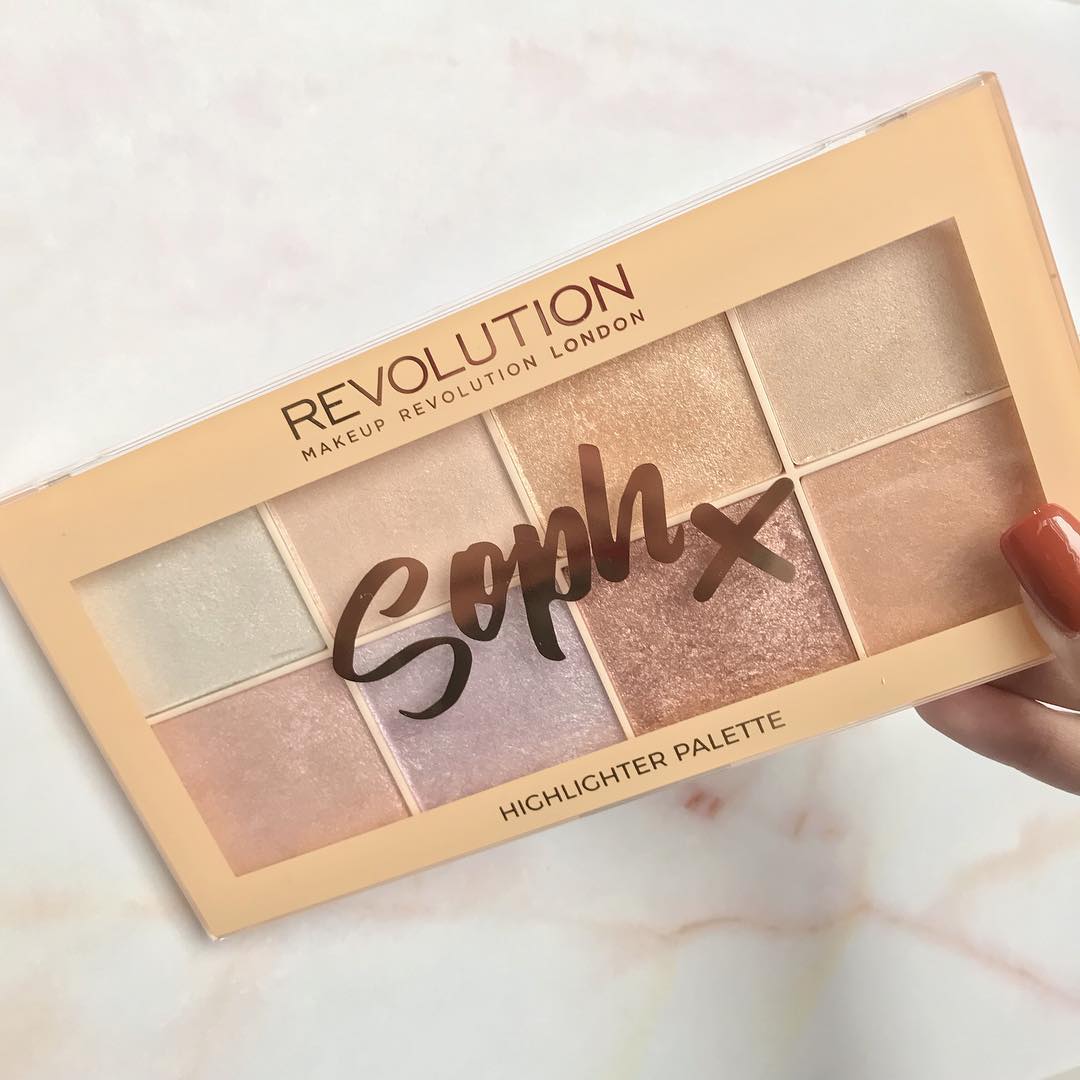 REVOLUTION
MAKEUP REVOLUTION LONDON
Soph x
HIGHLIGHTER PALETTE